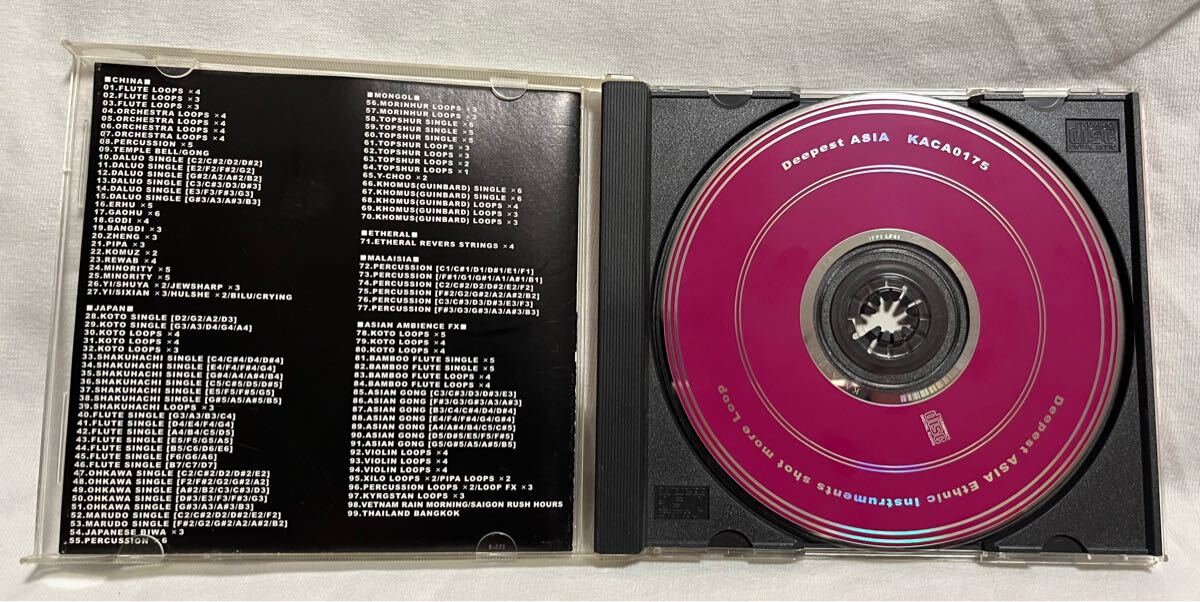 ■CHINA■
01.FLUTE LOOPS ×4
02.FLUTE LOOPS ×3
03.FLUTE LOOPS ×3
04.ORCHESTRA LOOPS ×4
05.ORCHESTRA LOOPS ×4
06.ORCHESTRA LOOPS ×4
07.ORCHESTRA LOOPS ×4
08.PERCUSSION ×5
09.TEMPLE BELL/GONG
10.DALUO SINGLE [C2/C#2/D2/D#2]
11.DALUO SINGLE [E2/F2/F#2/G2]
12.DALUO SINGLE [G#2/A2/A#2/B2]
13.DALUO SINGLE [C3/C#3/D3/D#3]
14.DALUO SINGLE [E3/F3/F#3/G3]
15.DALUO SINGLE [G#3/A3/A#3/B3]
16.ERHU ×5
17.GAOHU ×6
18.GODI ×4
19.BANGDI ×3
20.ZHENG ×3
21.PIPA ×3
22.KOMUZ ×2
23.REWAB ×4
24.MINORITY ×5
25.MINORITY ×5
26.YI/SHUYA ×2/JEWSHARP ×3
27.YI/SIXIAN ×3/HULSHE ×2/BILU/CRYING
■JAPAN■
28.KOTO SINGLE [D2/G2/A2/D3]
29.KOTO SINGLE [G3/A3/D4/G4/A4]
30.KOTO LOOPS ×4
31.KOTO LOOPS ×4
32.KOTO LOOPS ×3
33.SHAKUHACHI SINGLE [C4/C#4/D4/D#4]
34.SHAKUHACHI SINGLE [E4/F4/F#4/G4]
35.SHAKUHACHI SINGLE [G#4/A4/A#4/B4]
36.SHAKUHACHI SINGLE [C5/C#5/D5/D#5]
37.SHAKUHACHI SINGLE [E5/F5/F#5/G5]
38.SHAKUHACHI SINGLE [G#5/A5/A#5/B5]
39.SHAKUHACHI LOOPS ×3
40.FLUTE SINGLE [G3/A3/B3/C4]
41.FLUTE SINGLE [D4/E4/F4/G4]
42.FLUTE SINGLE [A4/B4/C5/D5]
43.FLUTE SINGLE [E5/F5/G5/A5]
44.FLUTE SINGLE [B5/C6/D6/E6]
45.FLUTE SINGLE [F6/G6/A6]
46.FLUTE SINGLE [B7/C7/D7]
47.OHKAWA SINGLE [C2/C#2/D2/D#2/E2]
48.OHKAWA SINGLE [F2/F#2/G2/G#2/A2]
49.OHKAWA SINGLE [A#2/B2/C3/C#3/D3]
50.OHKAWA SINGLE D#3/E3/F3/F#3/G3]
51.OHKAWA SINGLE [G#3/A3/A#3/B3]
52.MARUDO SINGLE [C2/C#2/D2/D#2/E2/F2]
53.MARUDO SINGLE [F#2/G2/G#2/A2/A#2/B2]
54.JAPANESE BIWA ×3
55.PERCUSSION ×6
■MONGOL■
56.MORINHUR LOOPS ×3
57.MORINHUR LOOPS ×3
58.TOPSHUR SINGLE ×6
59.TOPSHUR SINGLE ×5
60.TOPSHUR SINGLE ×5
61.TOPSHUR LOOPS ×3
62.TOPSHUR LOOPS ×3
63.TOPSHUR LOOPS ×2
64.TOPSHUR LOOPS ×1
65.Y-CHOO ×2
66.KHOMUS(GUINBARD) SINGLE ×6
67.KHOMUS(GUINBARD) SINGLE ×6
68.KHOMUS(GUINBARD) LOOPS ×4
69.KHOMUS(GUINBARD) LOOPS ×3
70.KHOMUS(GUINBARD) LOOPS ×3
■ETHERAL■
71.ETHERAL REVERS STRINGS ×4
■MALAISIA■
72.PERCUSSION [C1/C#1/D1/D#1/E1/F1]
73.PERCUSSION [/F#1/G1/G#1/A1/A#1/B1]
74.PERCUSSION [C2/C#2/D2/D#2/E2/F2]
75.PERCUSSION [F#2/G2/G#2/A2/A#2/B2]
76.PERCUSSION [C3/C#3/D3/D#3/E3/F3]
77.PERCUSSION [F#3/G3/G#3/A3/A#3/B3]
■ASIAN AMBIENCE FX■
78.KOTO LOOPS ×5
79.KOTO LOOPS ×4
80.KOTO LOOPS ×4
81.BAMBOO FLUTE SINGLE ×5
82.BAMBOO FLUTE SINGLE ×5
83.BAMBOO FLUTE LOOPS ×4
84.BAMBOO FLUTE LOOPS ×4
85.ASIAN GONG [C3/C#3/D3/D#3/E3]
86.ASIAN GONG [F#3/G3/G#3/A3/A#3]
87.ASIAN GONG [B3/C4/C#4/D4/D#4]
88.ASIAN GONG [E4/F4/F#4/G4/G#4]
89.ASIAN GONG [A4/A#4/B4/C5/C#5]
90.ASIAN GONG [D5/D#5/E5/F5/F#5]
91.ASIAN GONG [G5/G#5/A5/A#5/B5]
92.VIOLIN LOOPS ×4
93.VIOLIN LOOPS ×4
94.VIOLIN LOOPS ×4
95.XILO LOOPS ×2/PIPA LOOPS ×2
96.PERCUSSION LOOPS ×2/LOOP FX ×3
97.KYRGSTAN LOOPS ×3
98.VETNAM RAIN MORNING/SAIGON RUSH HOURS
99.THAILAND BANGKOK
Deepest ASIA KACA0175
Deepest ASIA Ethnic Instruments shot more Loop
disc
disc